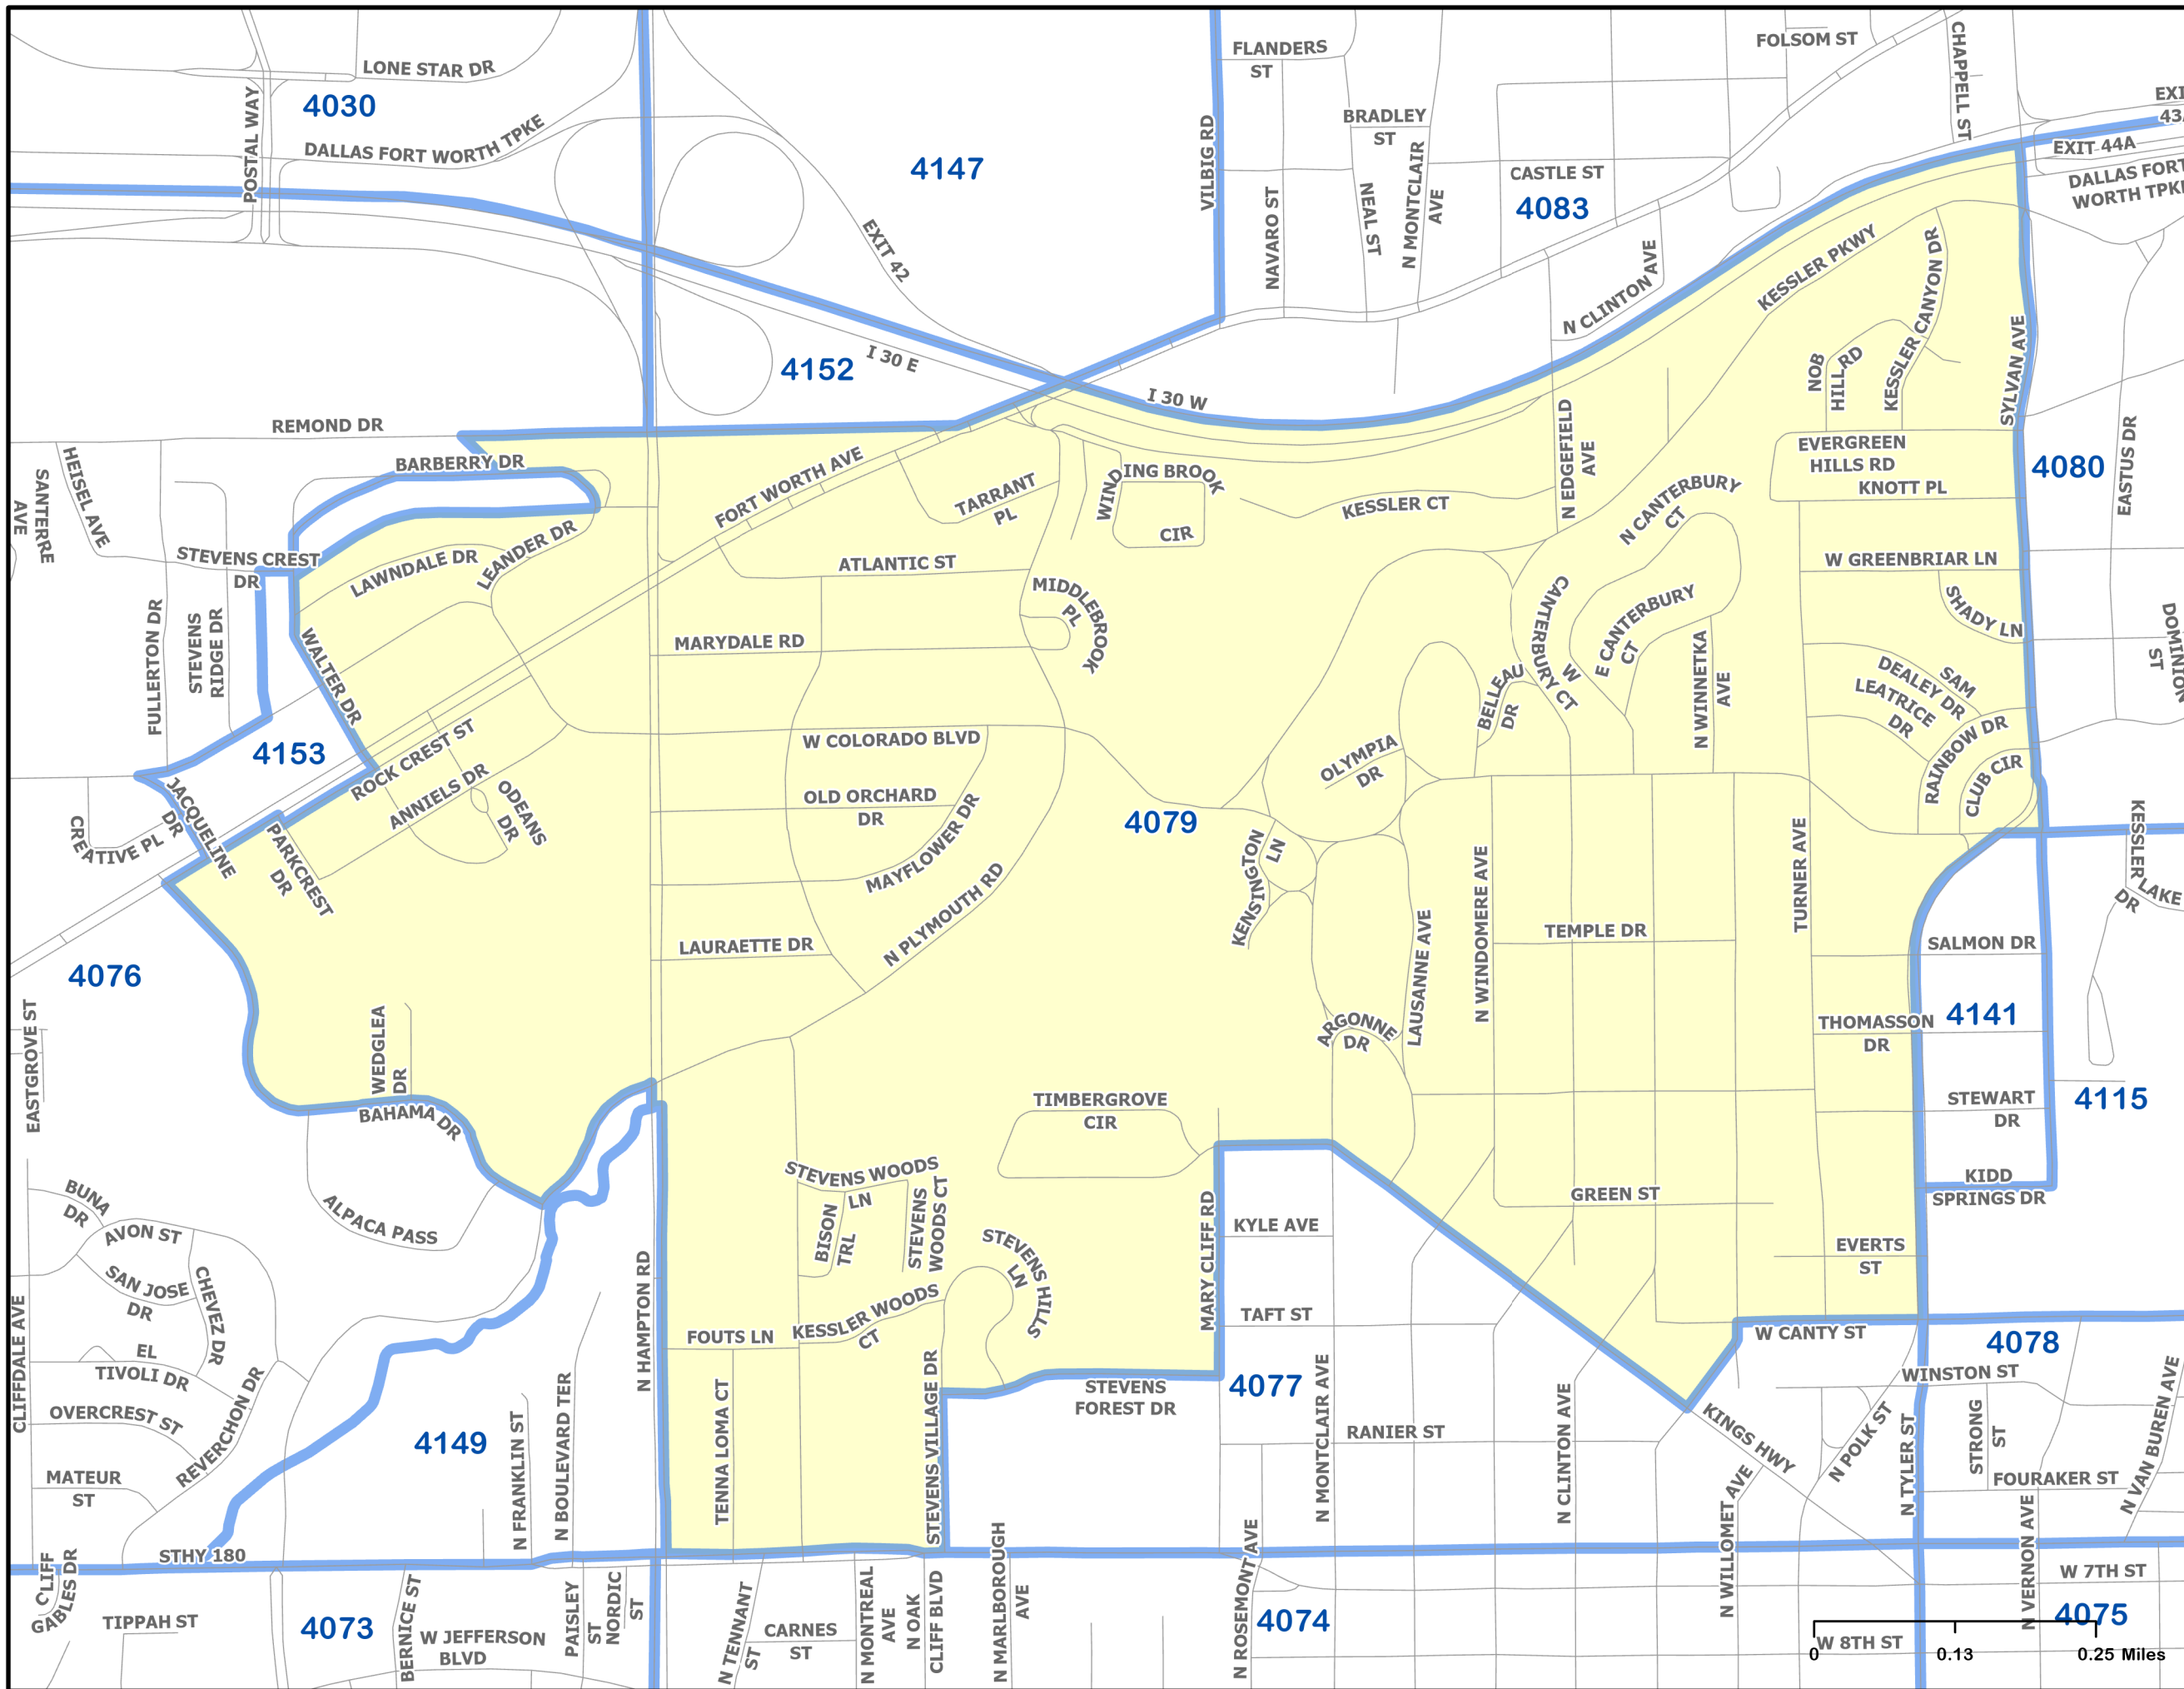 LONE STAR DR
4030
POSTAL WAY
DALLAS FORT WORTH TPKE
4147
EXIT 42
VILBIG RD
FLANDERS
ST
BRADLEY
ST
NAVARO ST
NEAL ST
N MONTCLAIR
AVE
CASTLE ST
4083
FOLSOM ST
CHAPPELL ST
EXI
43A
EXIT 44A
DALLAS FORT
WORTH TPKE
N CLINTON AVE
KESSLER PKWY
KESSLER CANYON DR
NOB
HILL RD
SYLVAN AVE
4152
I 30 E
I 30 W
REMOND DR
BARBERRY DR
HEISEL AVE
SANTERRE
AVE
FORT WORTH AVE
TARRANT
PL
WINDING BROOK
CIR
KESSLER CT
N EDGEFIELD
AVE
N CANTERBURY
CT
EVERGREEN
HILLS RD
KNOTT PL
4080
EASTUS DR
STEVENS CREST
DR
LAWNDALE DR
LEANDER DR
ATLANTIC ST
MIDDLEBROOK
PL
W GREENBRIAR LN
SHADY LN
CANTERBURY CT
W
E CANTERBURY
CT
FULLERTON DR
STEVENS
RIDGE DR
WALTER DR
MARYDALE RD
N WINNETKA
AVE
SAM
DEALEY DR
LEATRICE
DR
DOMINION
ST
BELLEAU
DR
RAINBOW DR
CLUB CIR
4153
ROCK CREST ST
W COLORADO BLVD
OLYMPIA
DR
ANNIELS DR
ODEANS
DR
JACQUELINE
DR
CREATIVE PL
OLD ORCHARD
DR
MAYFLOWER DR
4079
PARKCREST
DR
KENSINGTON
LN
N WINDOMERE AVE
TURNER AVE
KESSLER
LAKE
DR
N PLYMOUTH RD
LAURAETTE DR
LAUSANNE AVE
TEMPLE DR
SALMON DR
4076
4141
EASTGROVE ST
WEDGLEA
DR
ARGONNE
DR
THOMASSON
DR
BAHAMA DR
TIMBERGROVE
CIR
STEWART
DR
4115
BUNA
DR
AVON ST
ALPACA PASS
STEVENS WOODS
LN
BISON
TRL
STEVENS
WOODS CT
KIDD
SPRINGS DR
GREEN ST
MARY CLIFF RD
KYLE AVE
EVERTS
ST
SAN JOSE
DR
CHEVEZ DR
STEVENS HILLS
LN
N HAMPTON RD
KESSLER WOODS
CT
FOUTS LN
TAFT ST
W CANTY ST
4078
CLIFFDALE AVE
EL
TIVOLI DR
OVERCREST ST
REVERCHON DR
STEVENS
FOREST DR
4077
N MONTCLAIR AVE
N CLINTON AVE
RANIER ST
KINGS HWY
N POLK ST
WINSTON ST
N TYLER ST
STRONG
ST
N VAN BUREN AVE
FOURAKER ST
4149
N FRANKLIN ST
N BOULEVARD TER
TENNA LOMA CT
STEVENS VILLAGE DR
MATEUR
ST
STHY 180
N WILLOMET AVE
N VERNON AVE
W 7TH ST
CLIFF
GABLES DR
TIPPAH ST
4073
BERNICE ST
W JEFFERSON
BLVD
PAISLEY
ST
NORDIC
ST
N TENNANT
ST
CARNES
ST
N MONTREAL
AVE
N OAK
CLIFF BLVD
N MARLBOROUGH
AVE
N ROSEMONT AVE
4074
4075
W 8TH ST
0
0.13
0.25 Miles